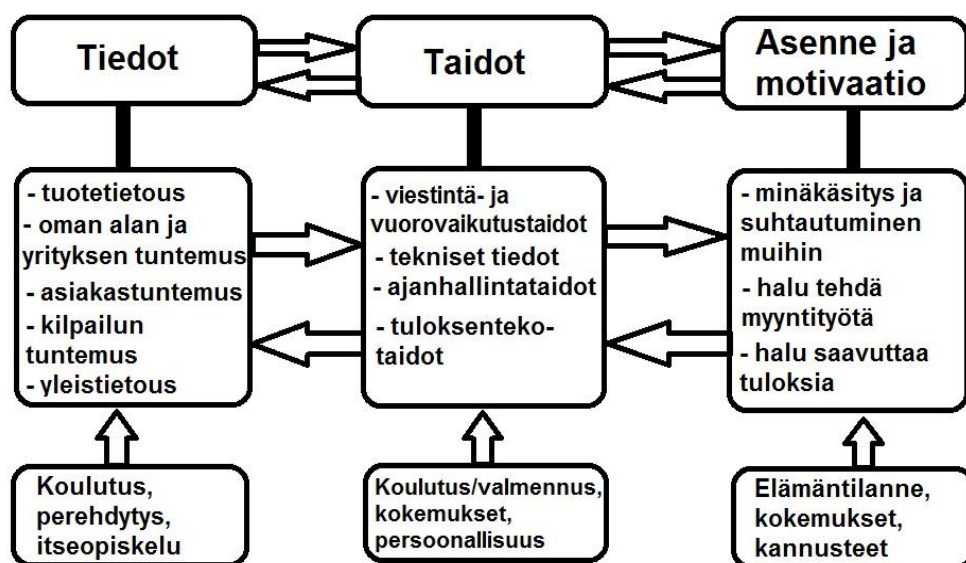 Tiedot
Taidot
Asenne ja
motivaatio
- tuotetietous
- oman alan ja
yrityksen tuntemus
- asiakastuntemus
- kilpailun
tuntemus
- yleistietous
- viestintä- ja
vuorovaikutustaidot
- tekniset tiedot
- ajanhallintataidot
- tuloksenteko-
taidot
- minäkäsitys ja
suhtautuminen
muihin
- halu tehdä
myyntityötä
- halu saavuttaa
tuloksia
Koulutus,
perehdytys,
itseopiskelu
Koulutus/valmennus,
kokemukset,
persoonallisuus
Elämäntilanne,
kokemukset,
kannusteet